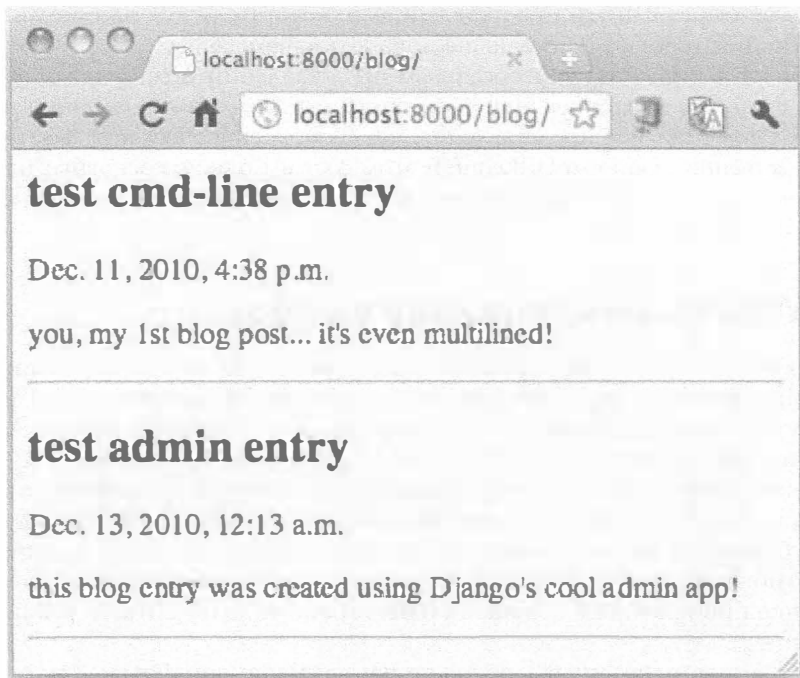 localhost:8000/blog/
localhost:8000/blog/
test cmd-line entry
Dec. 11, 2010, 4:38 p.m.
you, my 1st blog post... it's even multilined!
test admin entry
Dec. 13, 2010, 12:13 a.m.
this blog entry was created using Django's cool admin app!